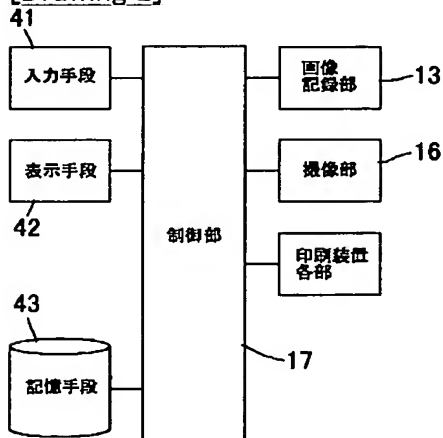 41
入力手段
画像
記録部
13
表示手段
42
撮像部
16
制御部
印刷装置
各部
43
記憶手段
17